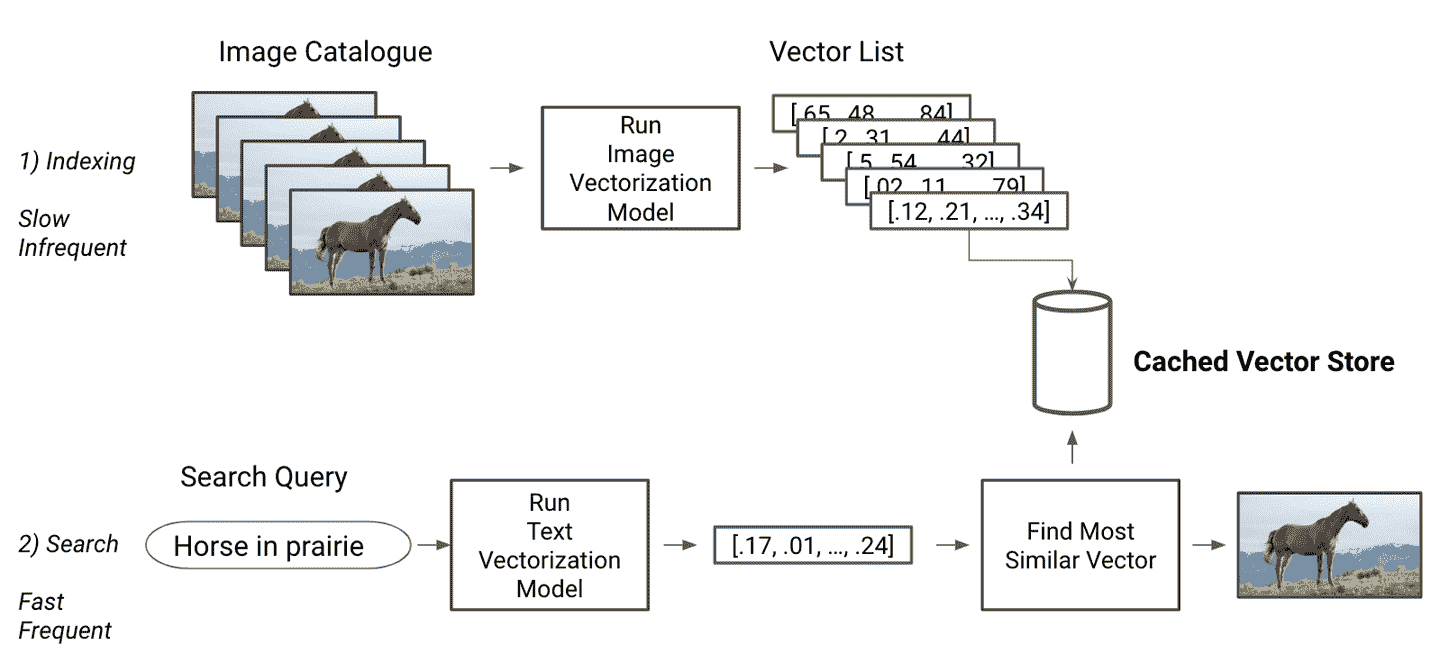 Image Catalogue
Vector List
1) Indexing
Slow
Infrequent
Run
Image
Vectorization
Model
[.65, .48, ..., .84]
[.2, .31, ..., .44]
[.5, .54, ..., .32]
[.02, .11, ..., .79]
[.12, .21, ..., .34]
Cached Vector Store
Search Query
2) Search
Fast
Frequent
Horse in prairie
Run
Text
Vectorization
Model
[.17, .01, ..., .24]
Find Most
Similar Vector